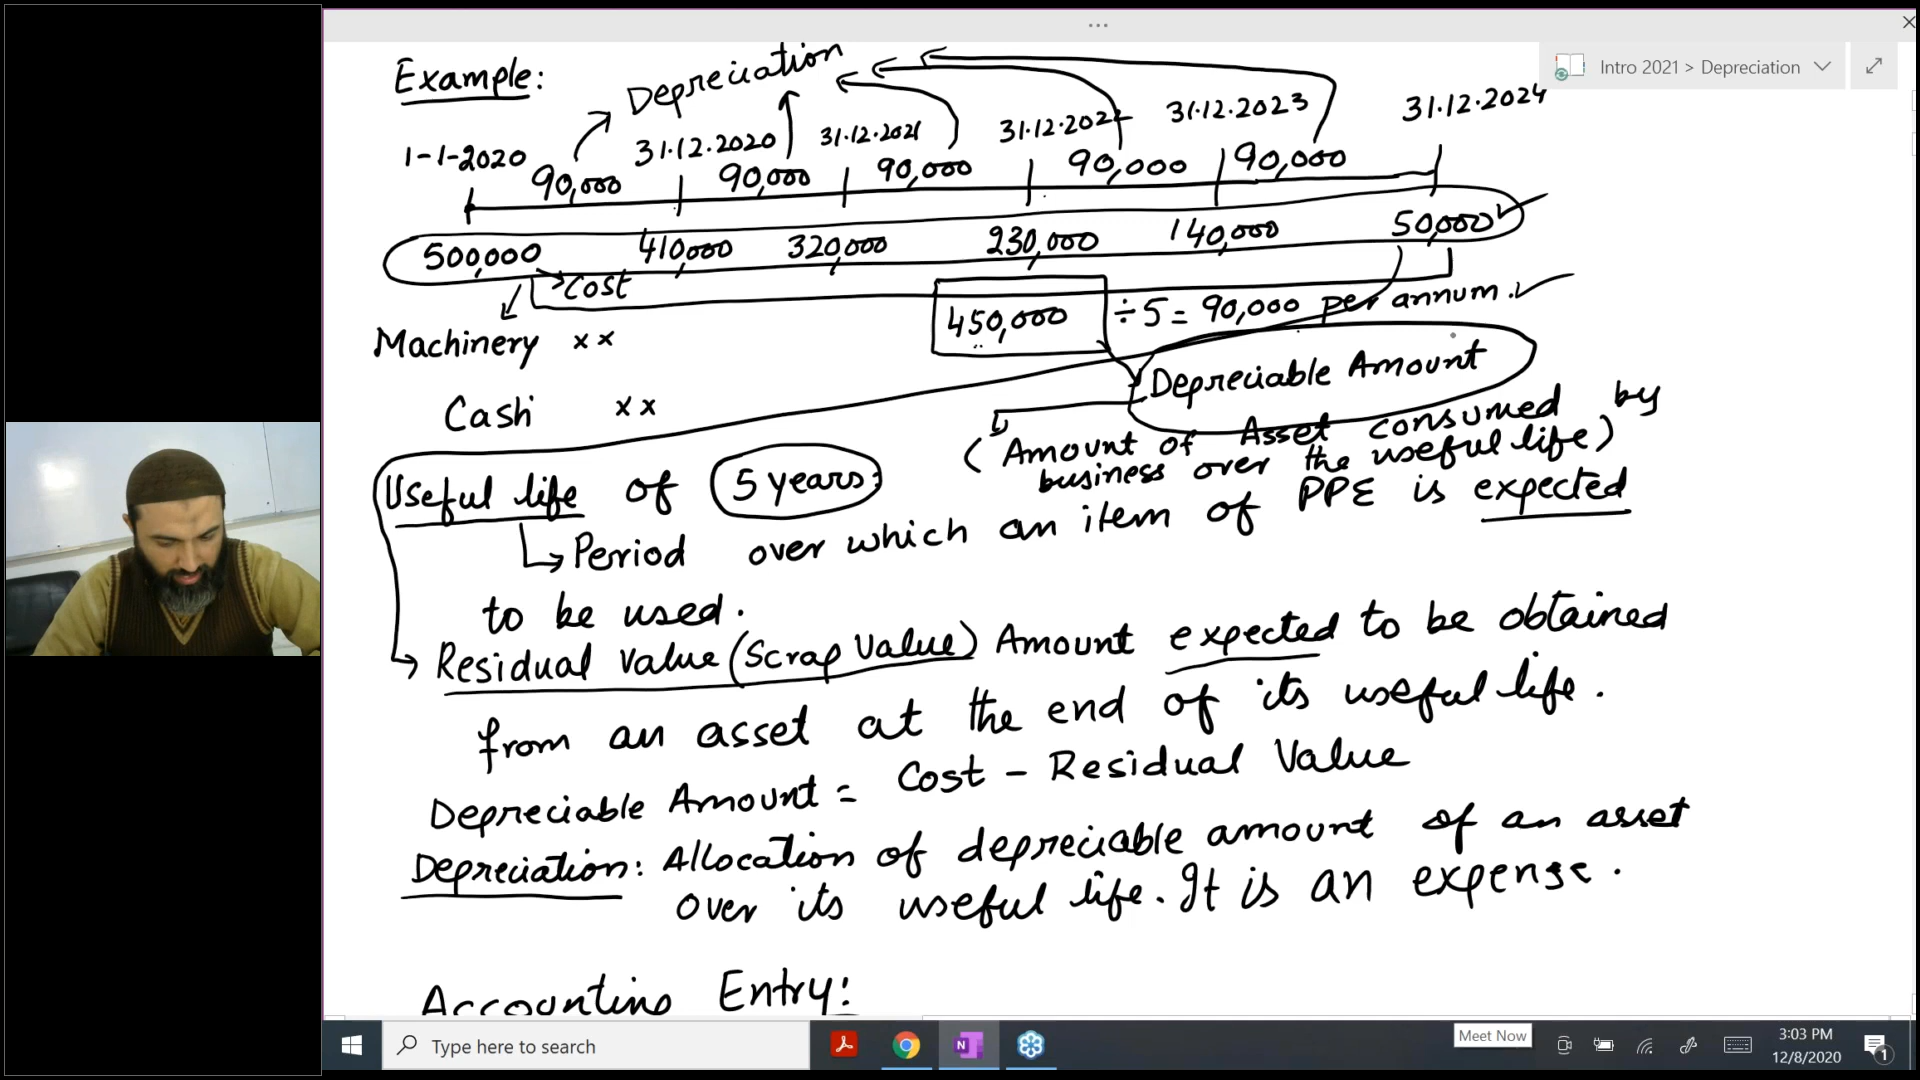 ...
Intro 2021 > Depreciation
Example:
Depreciation
1-1-2020 31.12.2020 31.12.2021 31.12.2022 31.12.2023 31.12.2024
90,000 90,000 90,000 90,000 90,000
500,000 410,000 320,000 230,000 140,000 50,000
Cost
450,000 ÷ 5 = 90,000 per annum.
Machinery xx
Depreciable Amount
Cash xx
(Amount of Asset consumed by
business over the useful life)
Useful life of 5 years:
Period over which an item of PPE is expected
to be used.
Residual Value (Scrap Value) Amount expected to be obtained
from an asset at the end of its useful life.
Depreciable Amount = Cost - Residual Value
Depreciation: Allocation of depreciable amount of an asset
over its useful life. It is an expense.
Accounting Entry:
Type here to search
Meet Now
3:03 PM
12/8/2020
1